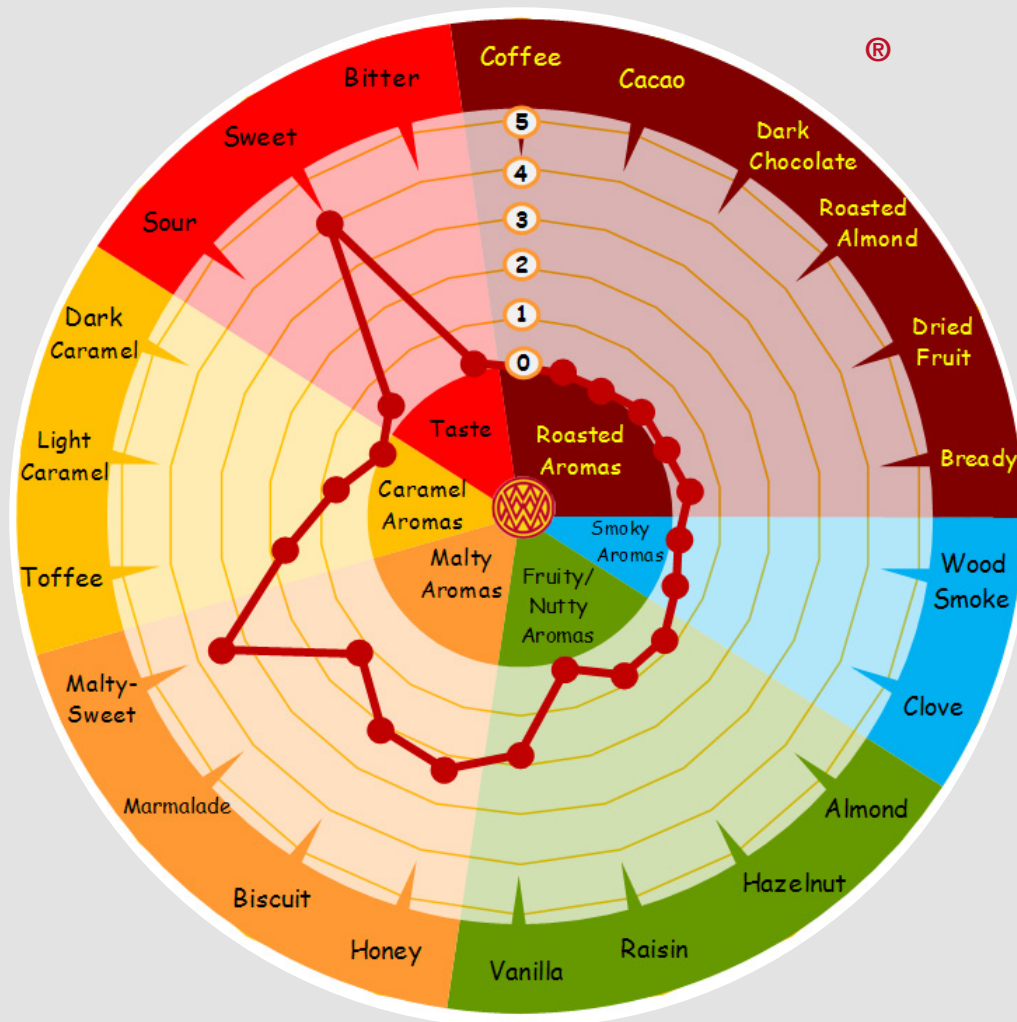 ®
Coffee
Cacao
Dark
Chocolate
Roasted
Almond
Dried
Fruit
Bready
Wood
Smoke
Clove
Almond
Hazelnut
Raisin
Vanilla
Honey
Biscuit
Marmalade
Malty-
Sweet
Toffee
Light
Caramel
Dark
Caramel
Sour
Sweet
Bitter
5
4
3
2
1
0
Taste
Roasted
Aromas
Smoky
Aromas
Fruity/
Nutty
Aromas
Malty
Aromas
Caramel
Aromas